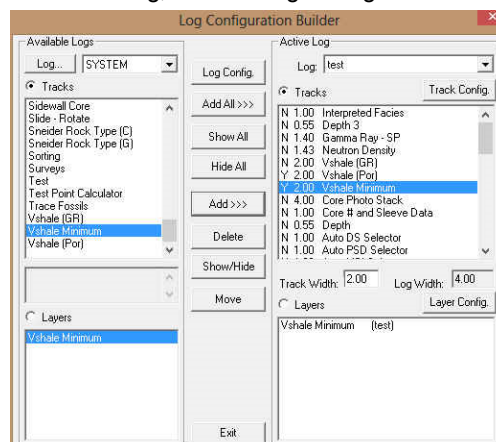 Log Configuration Builder
Available Logs
Log... SYSTEM
Tracks
Sidewall Core
Slide - Rotate
Sneider Rock Type (C)
Sneider Rock Type (G)
Sorting
Surveys
Test
Test Point Calculator
Trace Fossils
Vshale (GR)
Vshale Minimum
Vshale (Por)
Layers
Vshale Minimum
Log Config.
Add All >>>
Show All
Hide All
Add >>>
Delete
Show/Hide
Move
Exit
Active Log
Log: test
Tracks
Track Config.
N 1.00 Interpreted Facies
N 0.55 Depth 3
N 1.40 Gamma Ray - SP
N 1.43 Neutron Density
N 2.00 Vshale (GR)
Y 2.00 Vshale (Por)
Y 2.00 Vshale Minimum
N 4.00 Core Photo Stack
N 1.00 Core # and Sleeve Data
N 0.55 Depth
N 1.00 Auto DS Selector
N 1.00 Auto PSD Selector
Track Width: 2.00 Log Width: 4.00
Layers
Layer Config.
Vshale Minimum (test)